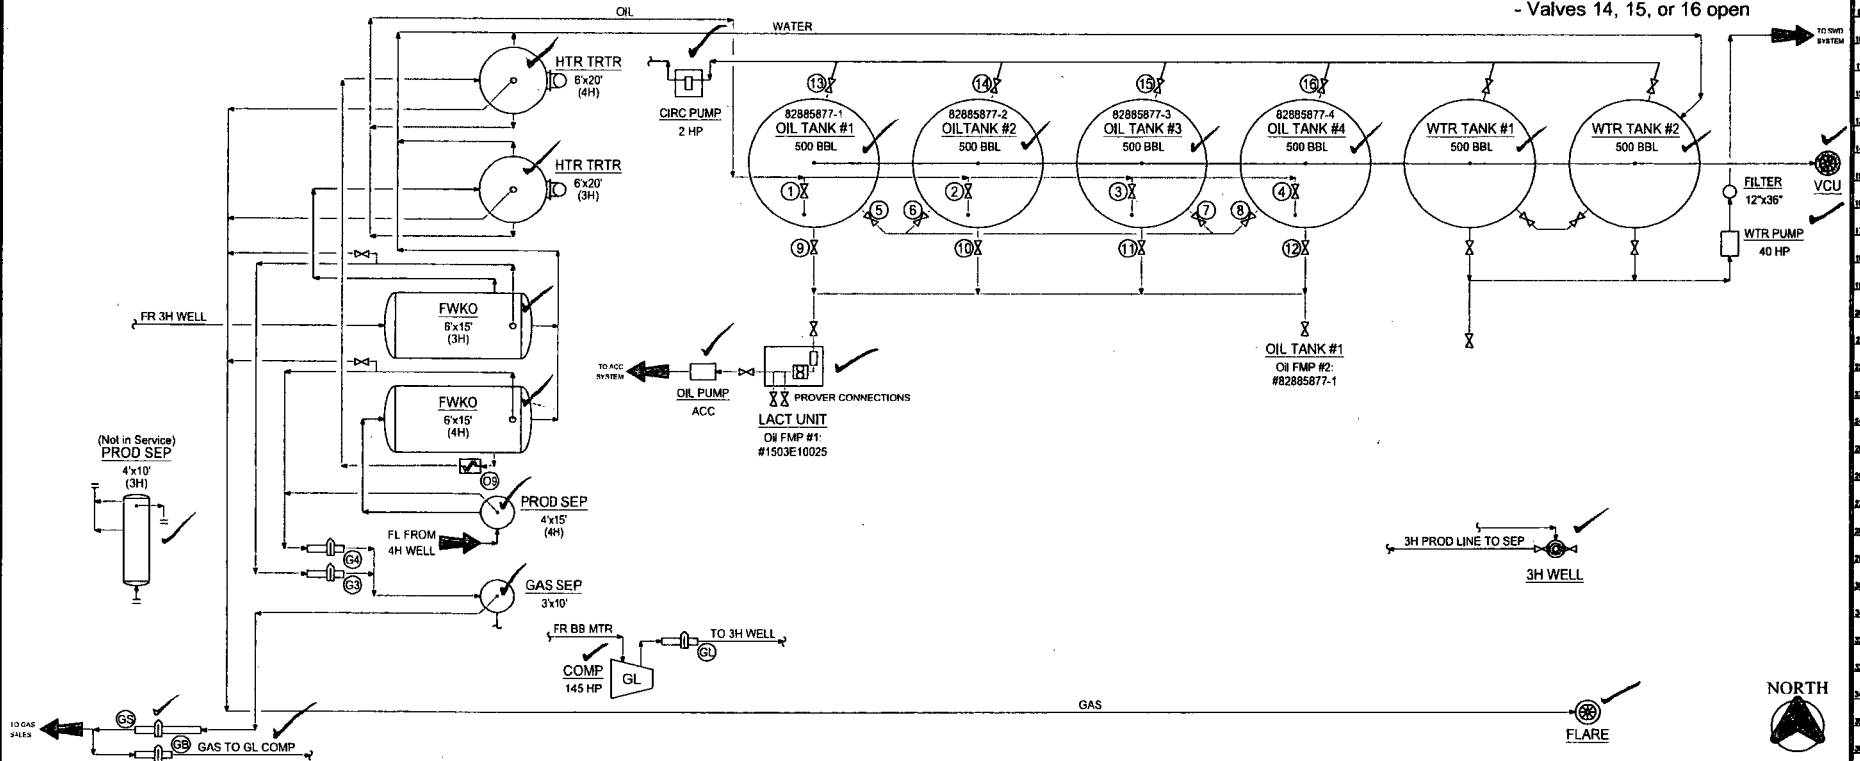 - Valves 14, 15, or 16 open
OIL
WATER
TO SWD
SYSTEM
HTR TRTR
6'x20'
(4H)
CIRC PUMP
2 HP
13
14
15
16
82885877-1
OIL TANK #1
500 BBL
82885877-2
OILTANK #2
500 BBL
82885877-3
OIL TANK #3
500 BBL
82885877-4
OIL TANK #4
500 BBL
WTR TANK #1
500 BBL
WTR TANK #2
500 BBL
VCU
HTR TRTR
6'x20'
(3H)
1
2
3
4
5
6
7
8
9
10
11
12
FILTER
12"x36"
WTR PUMP
40 HP
FR 3H WELL
FWKO
6'x15'
(3H)
FWKO
6'x15'
(4H)
O9
TO ACC
SYSTEM
OIL PUMP
ACC
PROVER CONNECTIONS
LACT UNIT
Oil FMP #1:
#1503E10025
OIL TANK #1
Oil FMP #2:
#82885877-1
(Not in Service)
PROD SEP
4'x10'
(3H)
PROD SEP
4'x15'
(4H)
FL FROM
4H WELL
G4
G3
GAS SEP
3'x10'
3H PROD LINE TO SEP
3H WELL
FR BB MTR
TO 3H WELL
GL
COMP
145 HP
GL
GAS
FLARE
NORTH
TO GAS
SALES
GS
GB
GAS TO GL COMP